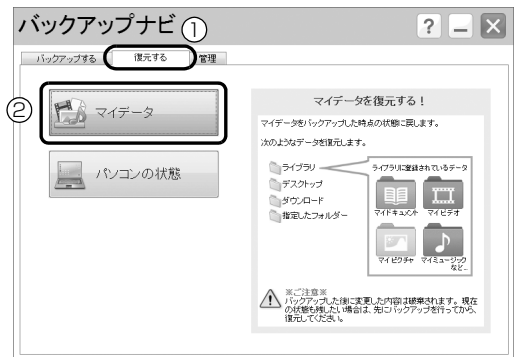 バックアップナビ ①
? － ×
バックアップする 復元する 管理
② マイデータ
パソコンの状態
マイデータを復元する！
マイデータをバックアップした時点の状態に戻します。
次のようなデータを復元します。
ライブラリ
デスクトップ
ダウンロード
指定したフォルダー
ライブラリに登録されているデータ
マイドキュメント マイビデオ
マイピクチャ マイミュージック
など…
※ご注意※
バックアップした後に変更した内容は破棄されます。現在
の状態も残したい場合は、先にバックアップを行ってから、
復元してください。